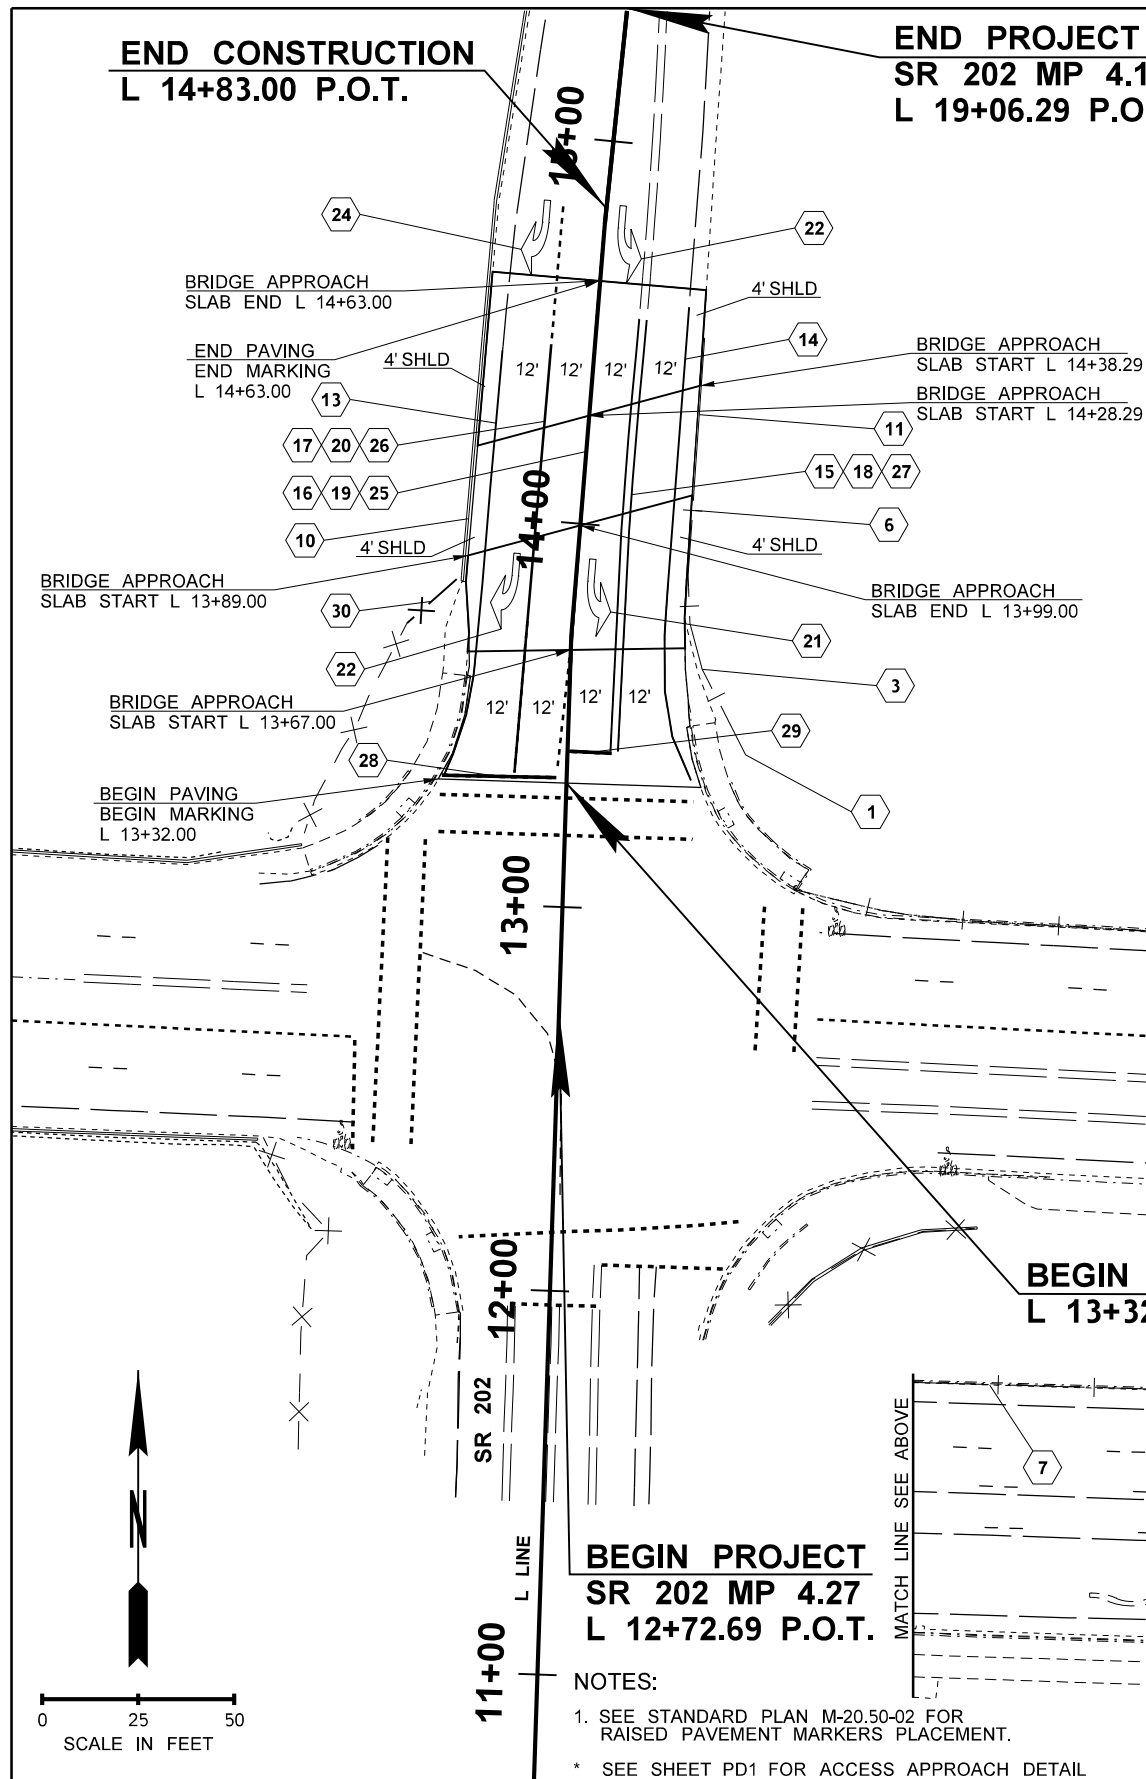 END CONSTRUCTION
L 14+83.00 P.O.T.
END PROJECT
SR 202 MP 4.1
L 19+06.29 P.O
15+00
24
22
BRIDGE APPROACH
SLAB END L 14+63.00
4' SHLD
END PAVING
END MARKING
L 14+63.00
4' SHLD
12'
12'
12'
12'
14
BRIDGE APPROACH
SLAB START L 14+38.29
BRIDGE APPROACH
SLAB START L 14+28.29
13
11
17 20 26
16 19 25
15 18 27
14+00
10
6
4' SHLD
4' SHLD
BRIDGE APPROACH
SLAB START L 13+89.00
BRIDGE APPROACH
SLAB END L 13+99.00
30
21
22
3
BRIDGE APPROACH
SLAB START L 13+67.00
12'
12'
12'
12'
29
28
BEGIN PAVING
BEGIN MARKING
L 13+32.00
1
13+00
12+00
BEGIN
L 13+32
SR 202
MATCH LINE SEE ABOVE
7
N
L LINE
BEGIN PROJECT
SR 202 MP 4.27
L 12+72.69 P.O.T.
11+00
0 25 50
SCALE IN FEET
NOTES:
1. SEE STANDARD PLAN M-20.50-02 FOR
RAISED PAVEMENT MARKERS PLACEMENT.
* SEE SHEET PD1 FOR ACCESS APPROACH DETAIL